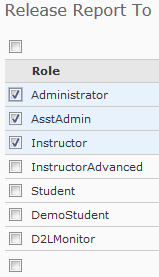 Release Report To
Role
Administrator
AsstAdmin
Instructor
InstructorAdvanced
Student
DemoStudent
D2LMonitor